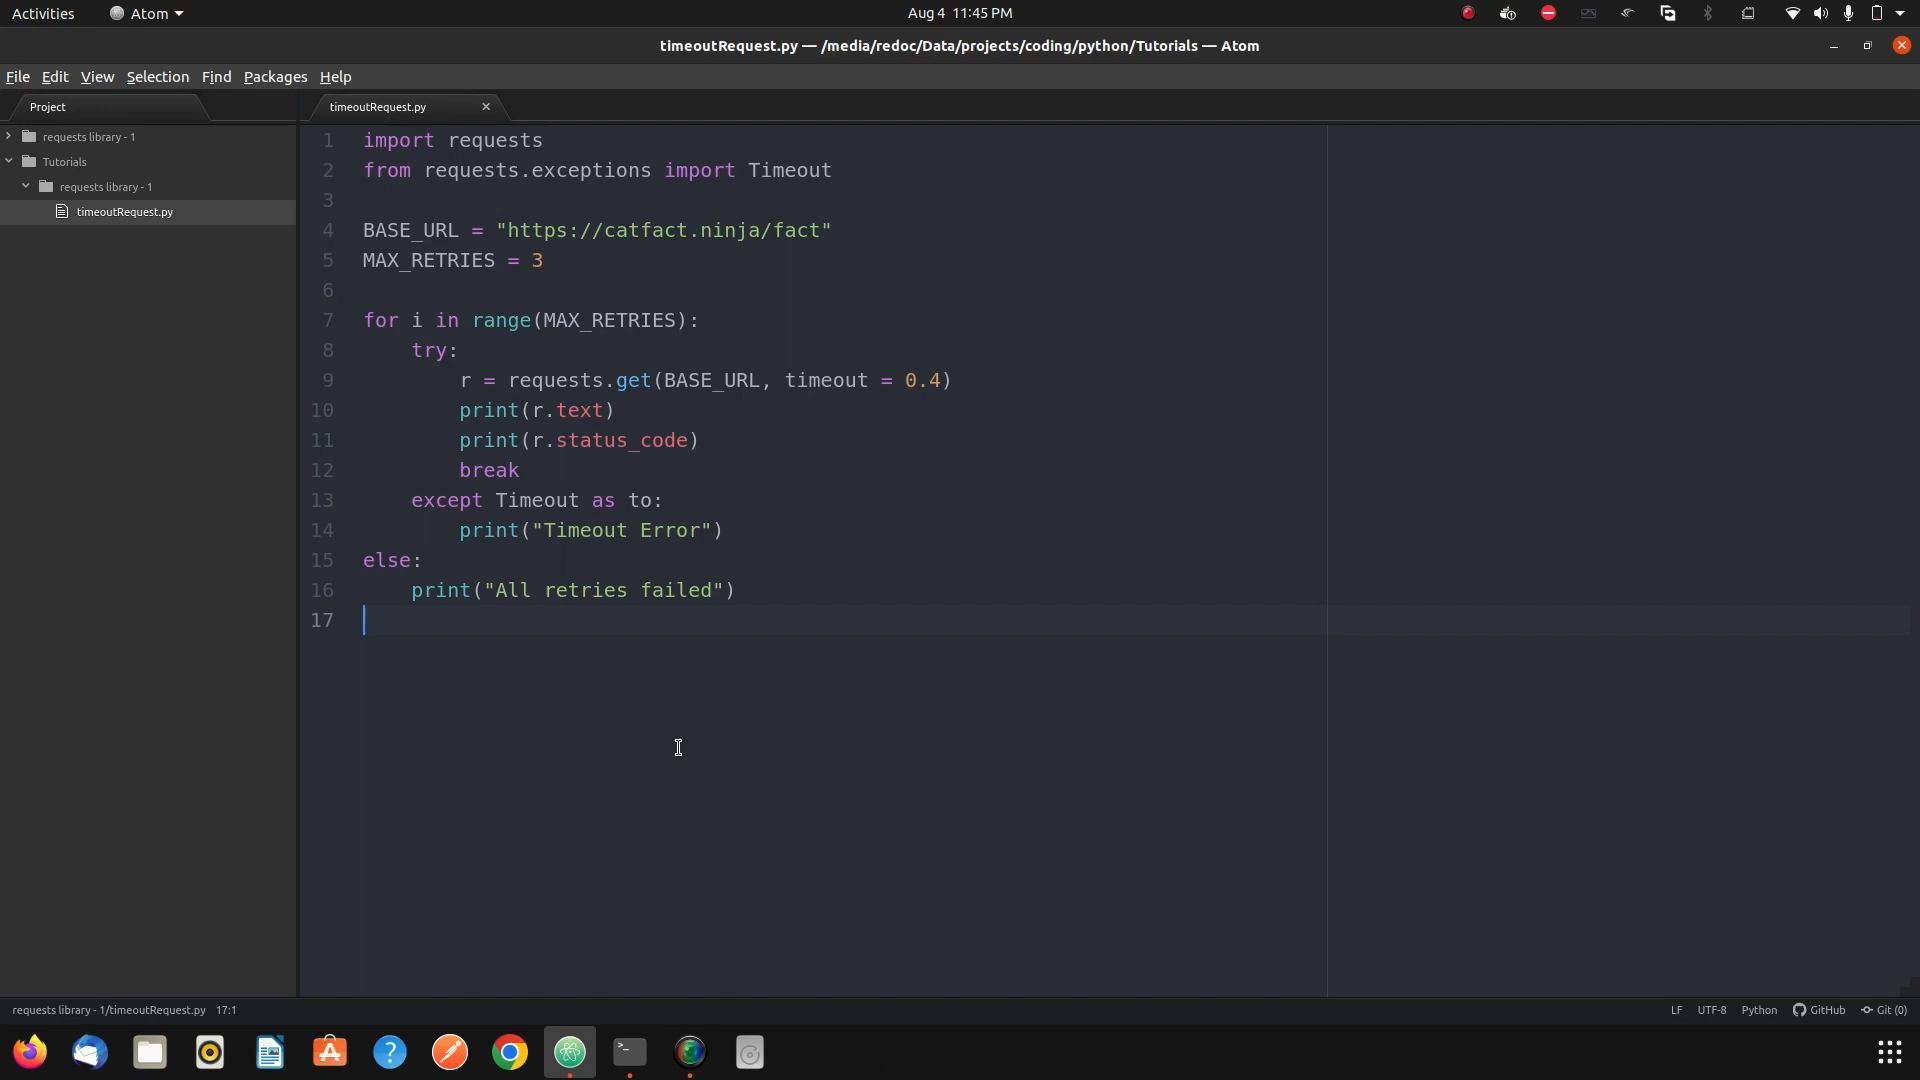 Activities Atom Aug 4 11:45 PM
timeoutRequest.py — /media/redoc/Data/projects/coding/python/Tutorials — Atom
File Edit View Selection Find Packages Help
Project
timeoutRequest.py
requests library - 1
Tutorials
requests library - 1
timeoutRequest.py
1 import requests
2 from requests.exceptions import Timeout
3
4 BASE_URL = "https://catfact.ninja/fact"
5 MAX_RETRIES = 3
6
7 for i in range(MAX_RETRIES):
8 try:
9 r = requests.get(BASE_URL, timeout = 0.4)
10 print(r.text)
11 print(r.status_code)
12 break
13 except Timeout as to:
14 print("Timeout Error")
15 else:
16 print("All retries failed")
17
requests library - 1/timeoutRequest.py 17:1 LF UTF-8 Python GitHub Git (0)